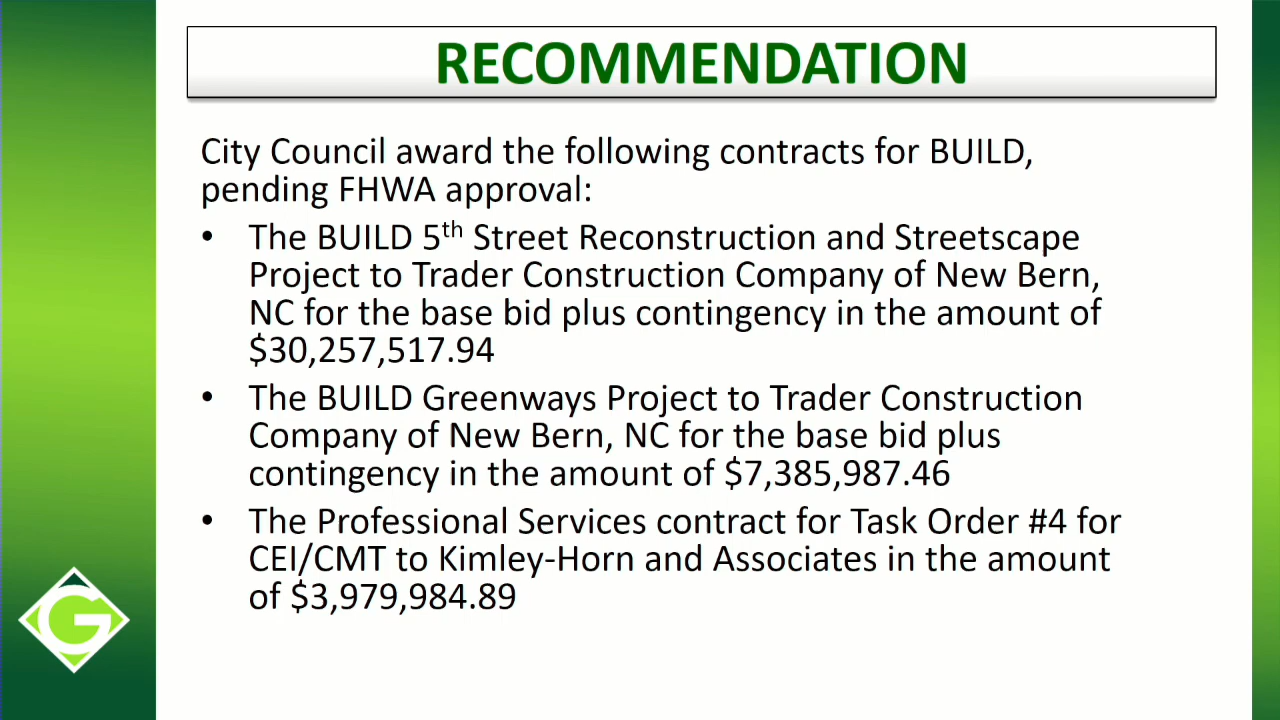 RECOMMENDATION
City Council award the following contracts for BUILD,
pending FHWA approval:
• The BUILD 5th Street Reconstruction and Streetscape
Project to Trader Construction Company of New Bern,
NC for the base bid plus contingency in the amount of
$30,257,517.94
• The BUILD Greenways Project to Trader Construction
Company of New Bern, NC for the base bid plus
contingency in the amount of $7,385,987.46
• The Professional Services contract for Task Order #4 for
CEI/CMT to Kimley-Horn and Associates in the amount
of $3,979,984.89
G